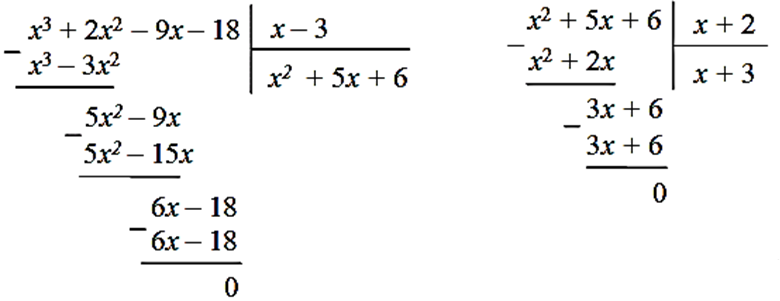 x³ + 2x² – 9x – 18 | x – 3
– x³ – 3x² | x² + 5x + 6
– 5x² – 9x
5x² – 15x
6x – 18
– 6x – 18
0
x² + 5x + 6 | x + 2
– x² + 2x | x + 3
3x + 6
– 3x + 6
0